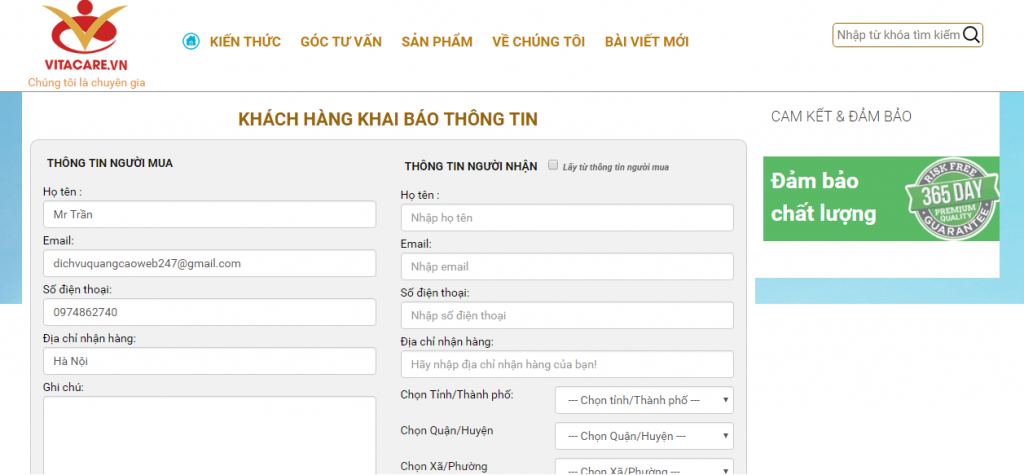 VITACARE.VN
Chúng tôi là chuyên gia
KIẾN THỨC
GÓC TƯ VẤN
SẢN PHẨM
VỀ CHÚNG TÔI
BÀI VIẾT MỚI
Nhập từ khóa tìm kiếm
KHÁCH HÀNG KHAI BÁO THÔNG TIN
THÔNG TIN NGƯỜI MUA
Họ tên :
Mr Trần
Email:
dichvuquangcaoweb247@gmail.com
Số điện thoại:
0974862740
Địa chỉ nhận hàng:
Hà Nội
Ghi chú:
THÔNG TIN NGƯỜI NHẬN
Lấy từ thông tin người mua
Họ tên :
Nhập họ tên
Email:
Nhập email
Số điện thoại:
Nhập số điện thoại
Địa chỉ nhận hàng:
Hãy nhập địa chỉ nhận hàng của bạn!
Chọn Tỉnh/Thành phố:
--- Chọn tỉnh/Thành phố ---
Chọn Quận/Huyện
--- Chọn Quận/Huyện ---
Chọn Xã/Phường
--- Chọn Xã/Phường ---
CAM KẾT & ĐẢM BẢO
Đảm bảo
chất lượng
RISK FREE
365 DAY
PREMIUM
QUALITY
GUARANTEE